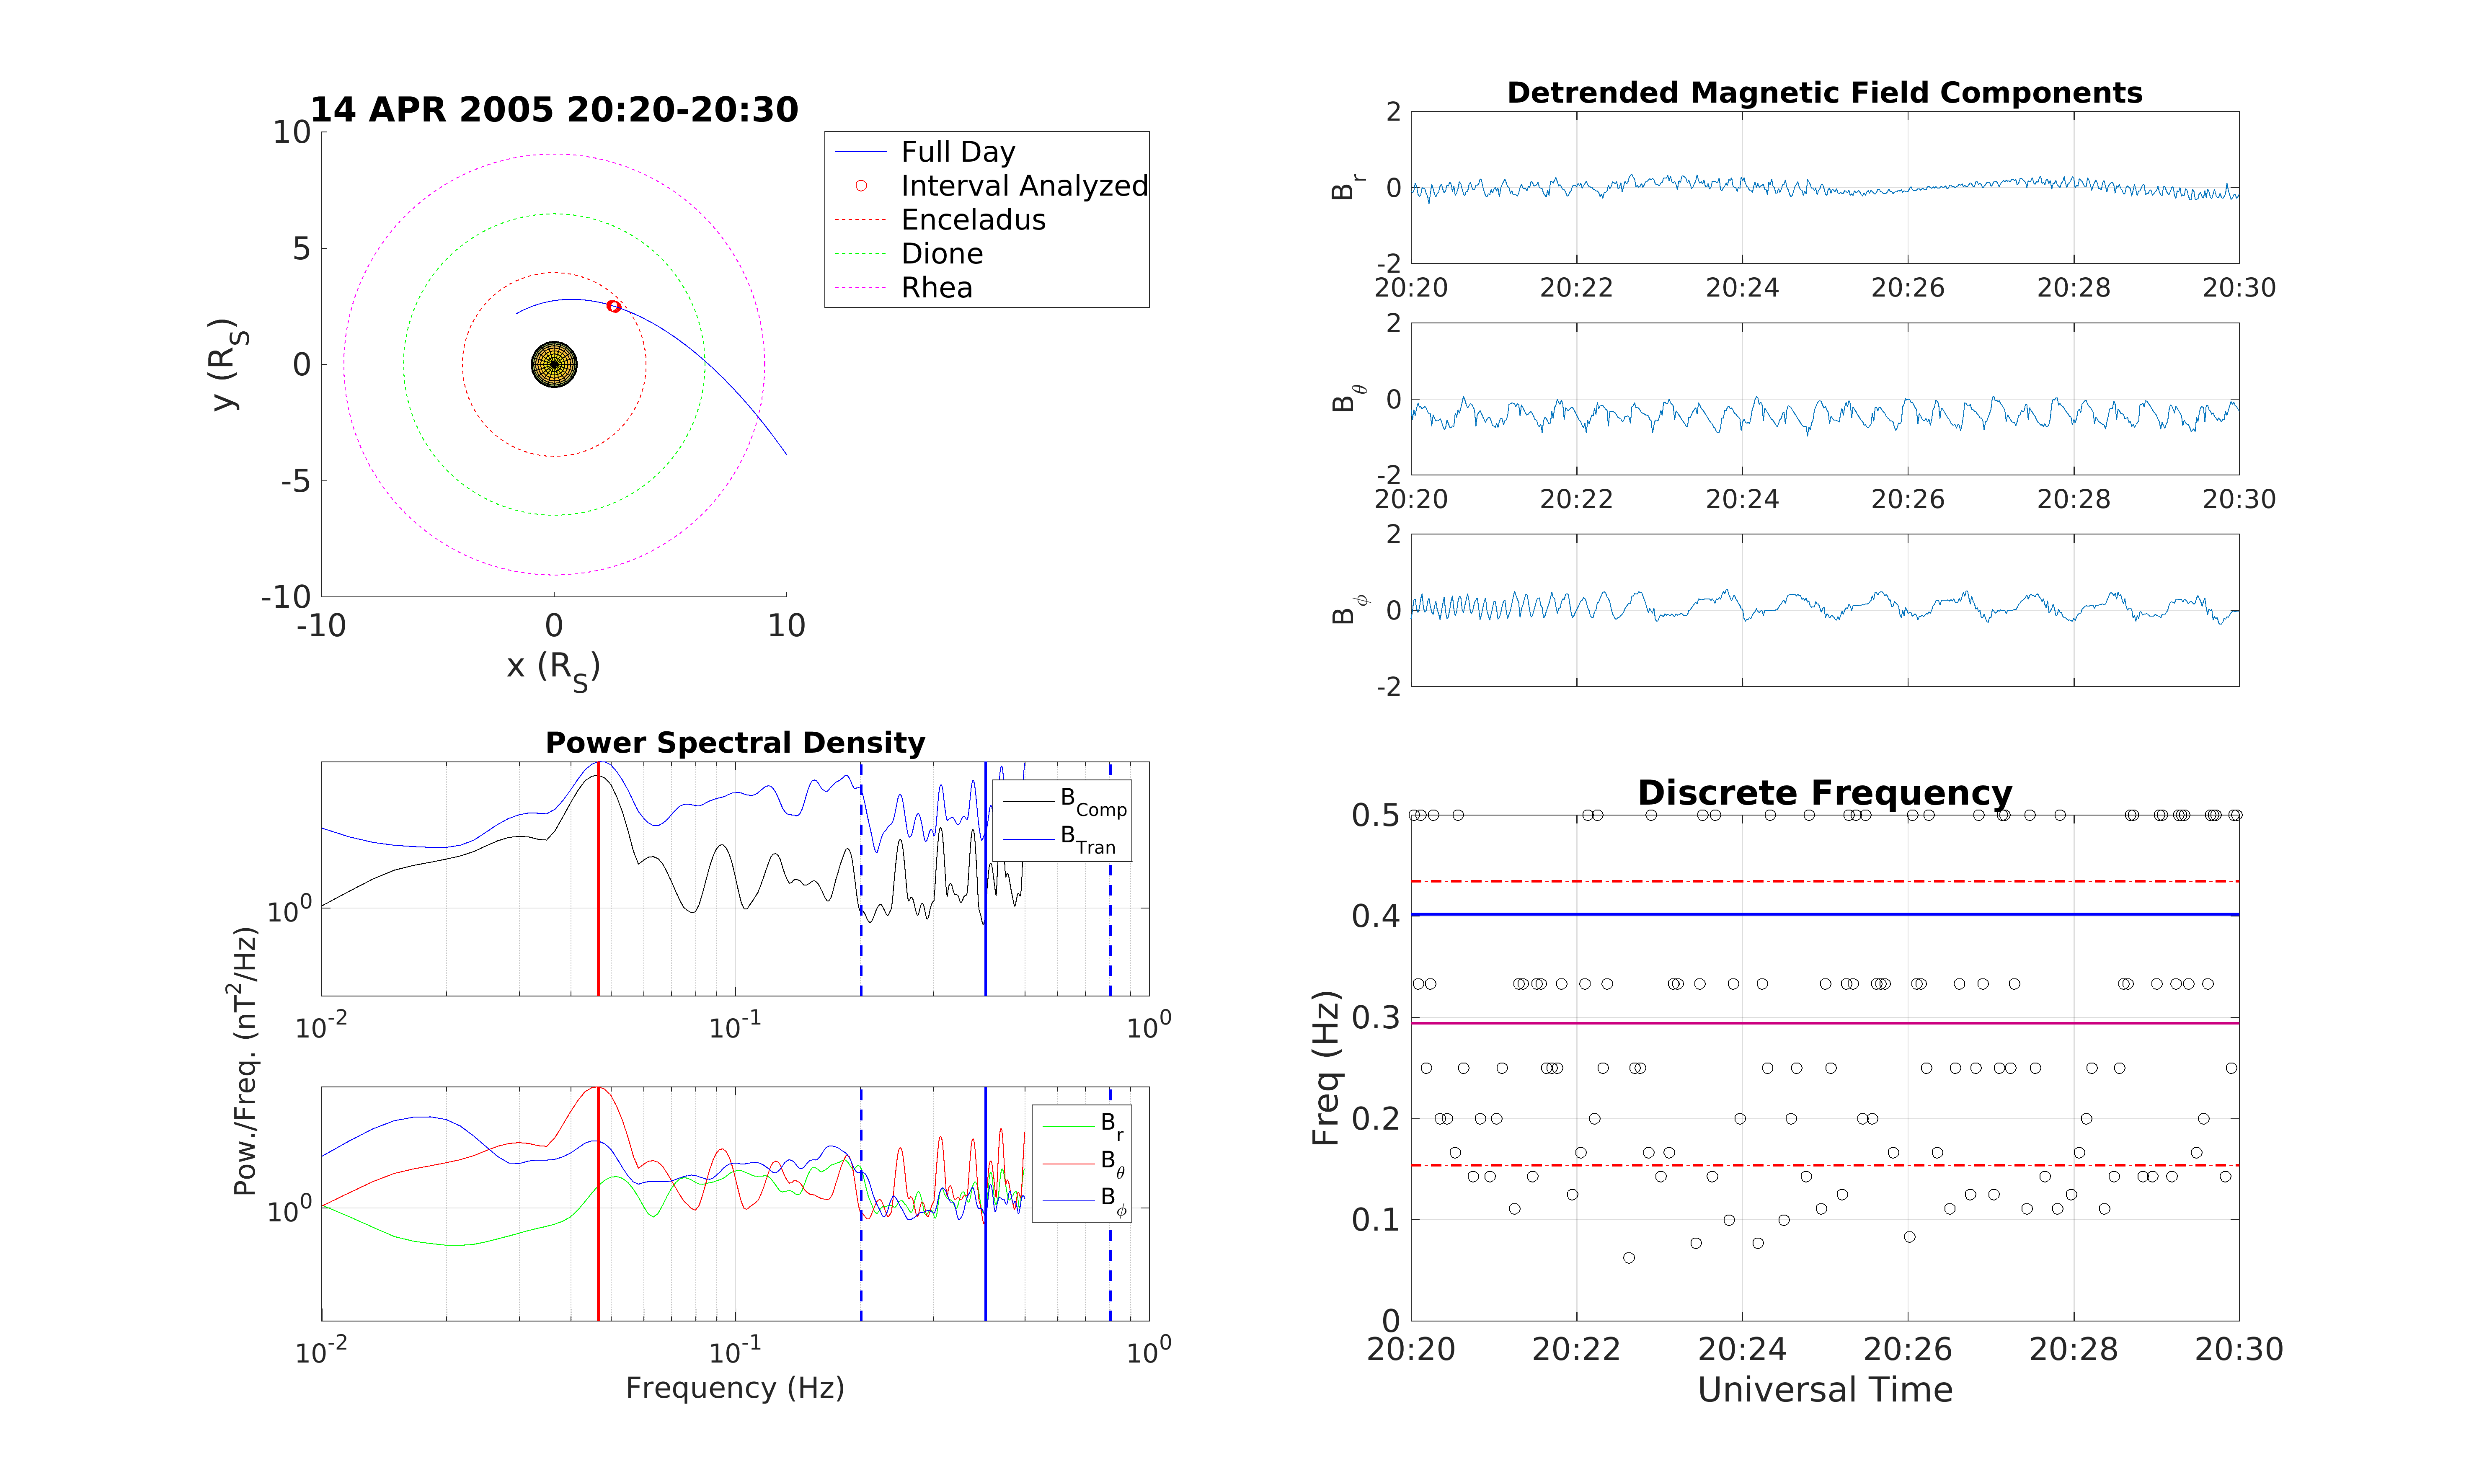 14 APR 2005 20:20-20:30
10
5
0
-5
-10
-10
0
10
y (R_S)
x (R_S)
Full Day
Interval Analyzed
Enceladus
Dione
Rhea
Detrended Magnetic Field Components
2
0
-2
B_r
20:20
20:22
20:24
20:26
20:28
20:30
2
0
-2
B_θ
20:20
20:22
20:24
20:26
20:28
20:30
2
0
-2
B_ϕ
Power Spectral Density
B_Comp
B_Tran
10^0
10^-2
10^-1
10^0
Pow./Freq. (nT^2/Hz)
B_r
B_θ
B_ϕ
10^0
10^-2
10^-1
10^0
Frequency (Hz)
Discrete Frequency
0.5
0.4
0.3
0.2
0.1
0
Freq (Hz)
20:20
20:22
20:24
20:26
20:28
20:30
Universal Time